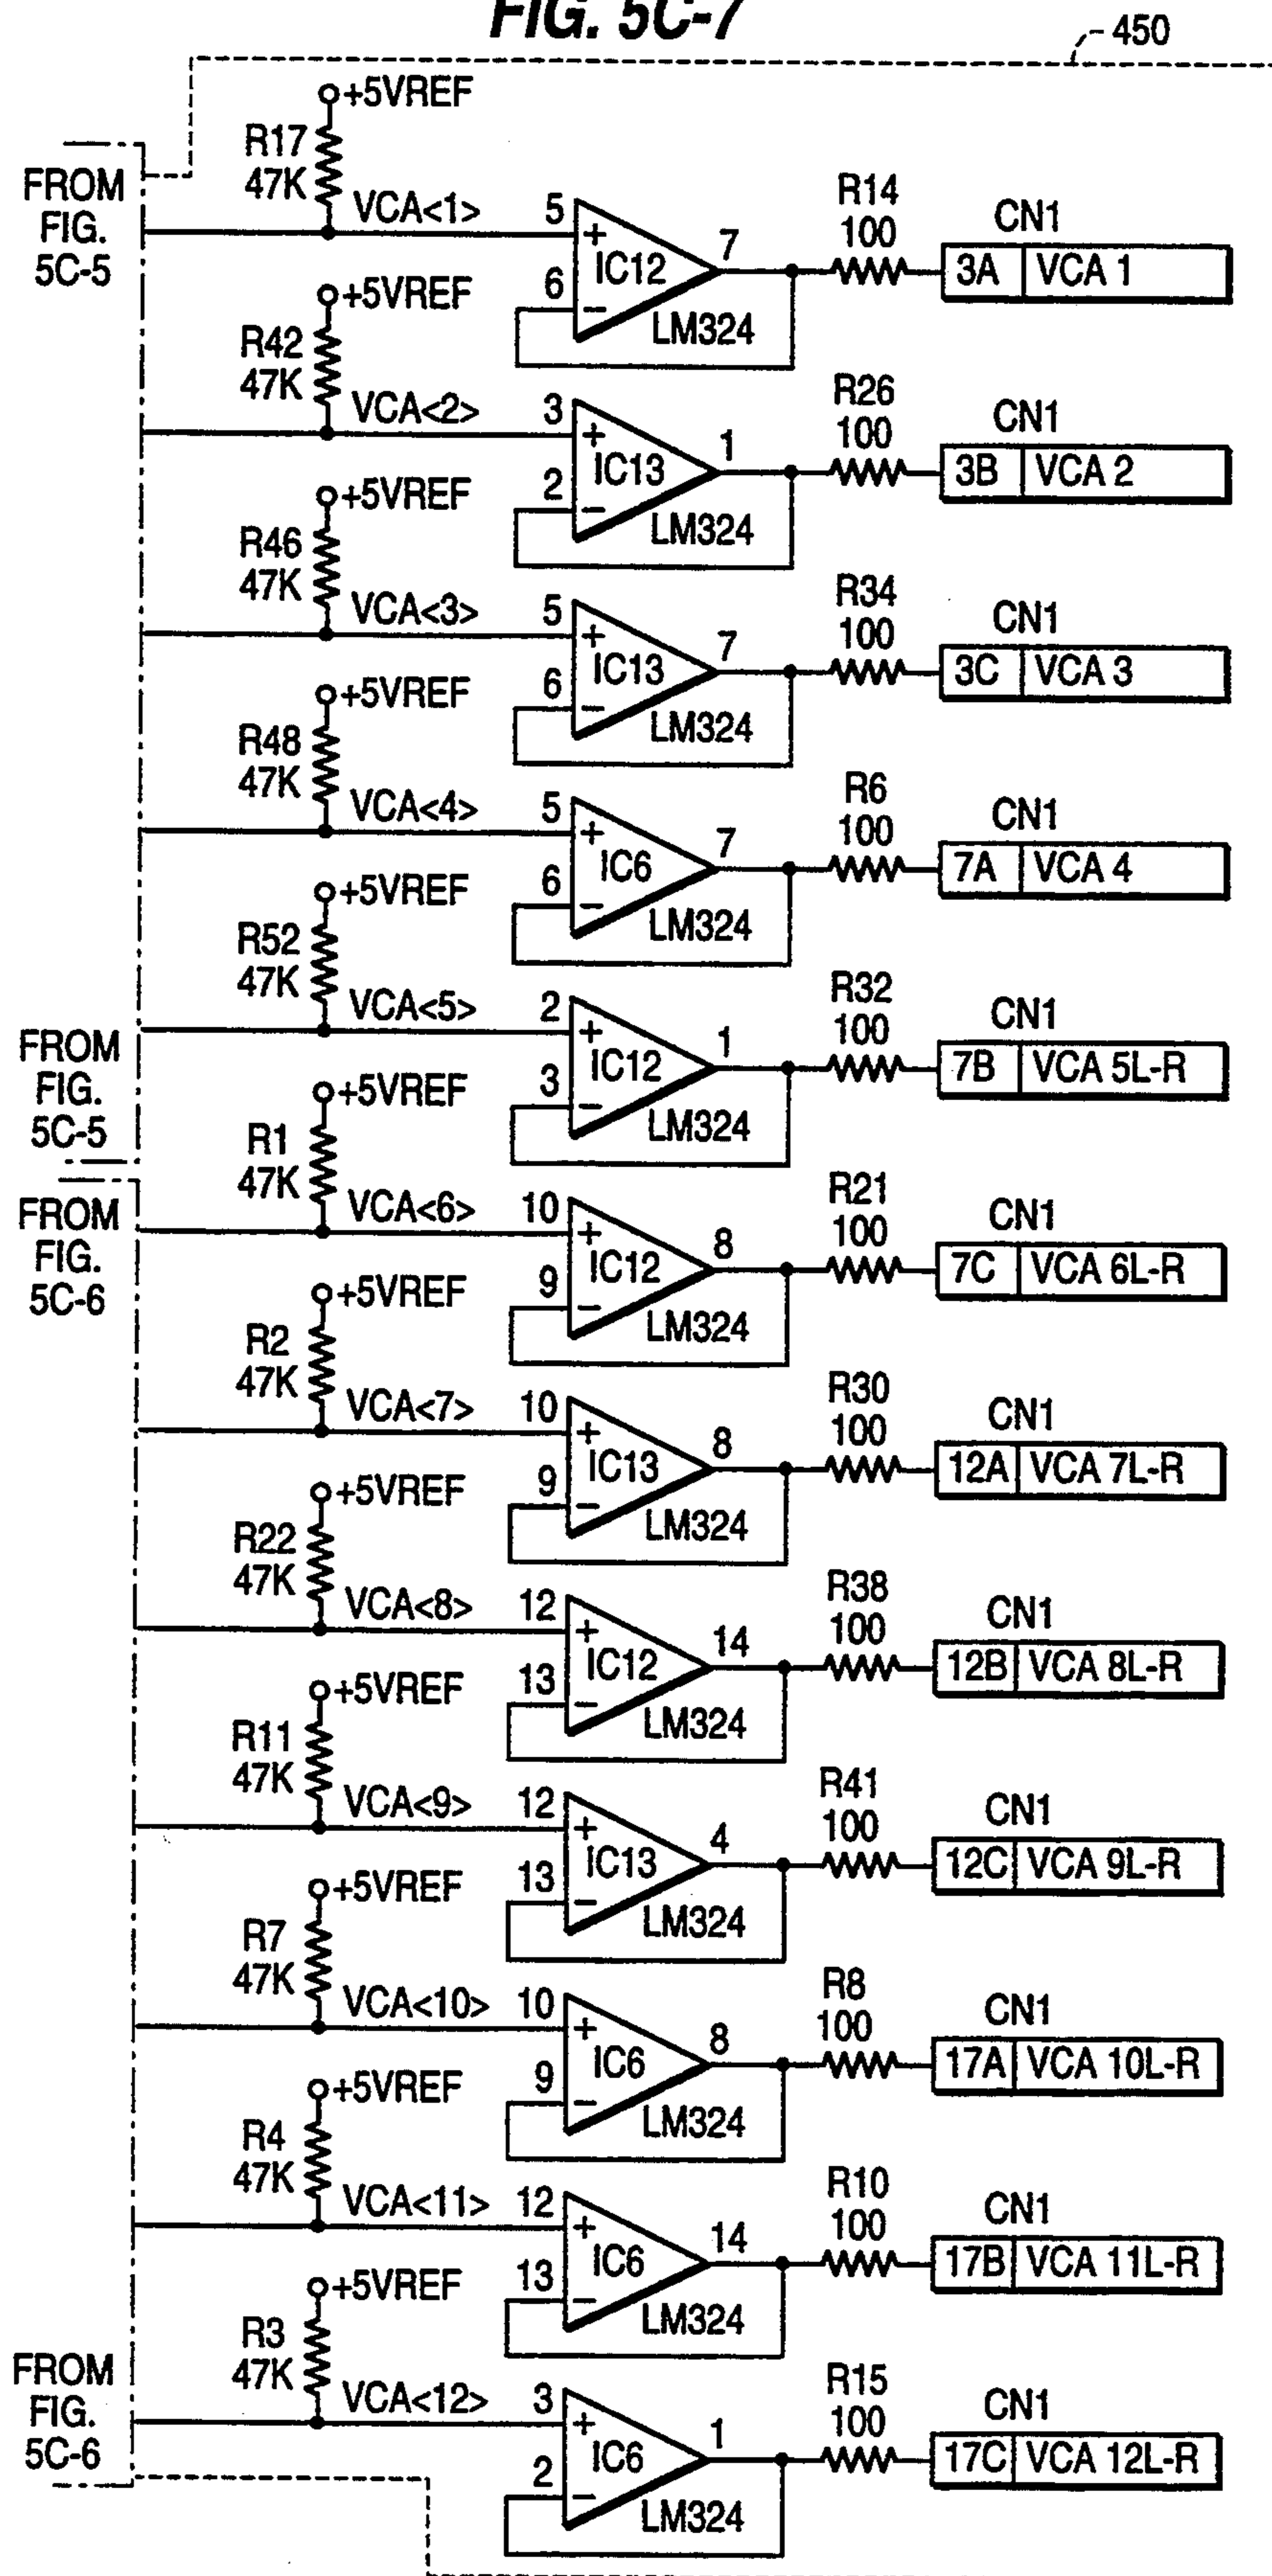 FIG. 5C-7
450
FROM
FIG.
5C-5
+5VREF
R17
47K
VCA<1>
5
+
6
−
IC12
7
LM324
R14
100
CN1
3A VCA 1
+5VREF
R42
47K
VCA<2>
3
+
2
−
IC13
1
LM324
R26
100
CN1
3B VCA 2
+5VREF
R46
47K
VCA<3>
5
+
6
−
IC13
7
LM324
R34
100
CN1
3C VCA 3
+5VREF
R48
47K
VCA<4>
5
+
6
−
IC6
7
LM324
R6
100
CN1
7A VCA 4
+5VREF
R52
47K
VCA<5>
2
+
3
−
IC12
1
LM324
R32
100
CN1
7B VCA 5L-R
FROM
FIG.
5C-5
+5VREF
R1
47K
VCA<6>
10
+
9
−
IC12
8
LM324
R21
100
CN1
7C VCA 6L-R
FROM
FIG.
5C-6
+5VREF
R2
47K
VCA<7>
10
+
9
−
IC13
8
LM324
R30
100
CN1
12A VCA 7L-R
+5VREF
R22
47K
VCA<8>
12
+
13
−
IC12
14
LM324
R38
100
CN1
12B VCA 8L-R
+5VREF
R11
47K
VCA<9>
12
+
13
−
IC13
4
LM324
R41
100
CN1
12C VCA 9L-R
+5VREF
R7
47K
VCA<10>
10
+
9
−
IC6
8
LM324
R8
100
CN1
17A VCA 10L-R
+5VREF
R4
47K
VCA<11>
12
+
13
−
IC6
14
LM324
R10
100
CN1
17B VCA 11L-R
+5VREF
R3
47K
VCA<12>
3
+
2
−
IC6
1
LM324
R15
100
CN1
17C VCA 12L-R
FROM
FIG.
5C-6